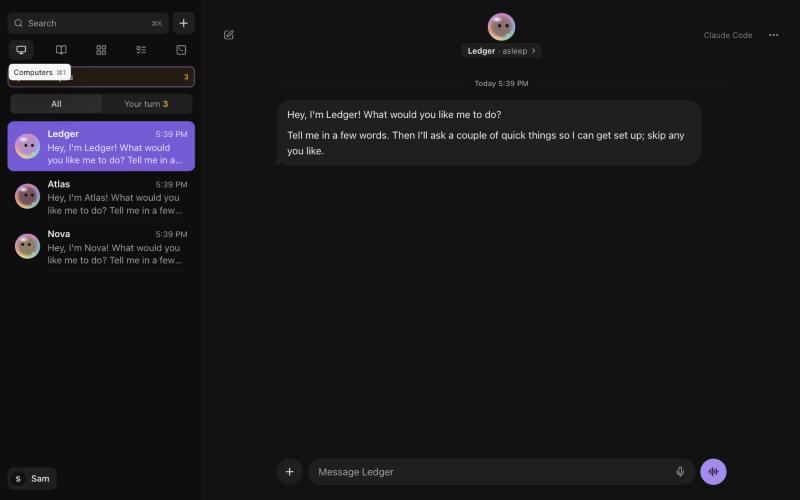 Search ⌘K
Computers ⌘1
3
All Your turn 3
Ledger 5:39 PM
Hey, I'm Ledger! What would
you like me to do? Tell me in a...
Atlas 5:39 PM
Hey, I'm Atlas! What would you
like me to do? Tell me in a few...
Nova 5:39 PM
Hey, I'm Nova! What would you
like me to do? Tell me in a few...
S Sam
Ledger · asleep
Claude Code
Today 5:39 PM
Hey, I'm Ledger! What would you like me to do?
Tell me in a few words. Then I'll ask a couple of quick things so I can get set up; skip any
you like.
Message Ledger